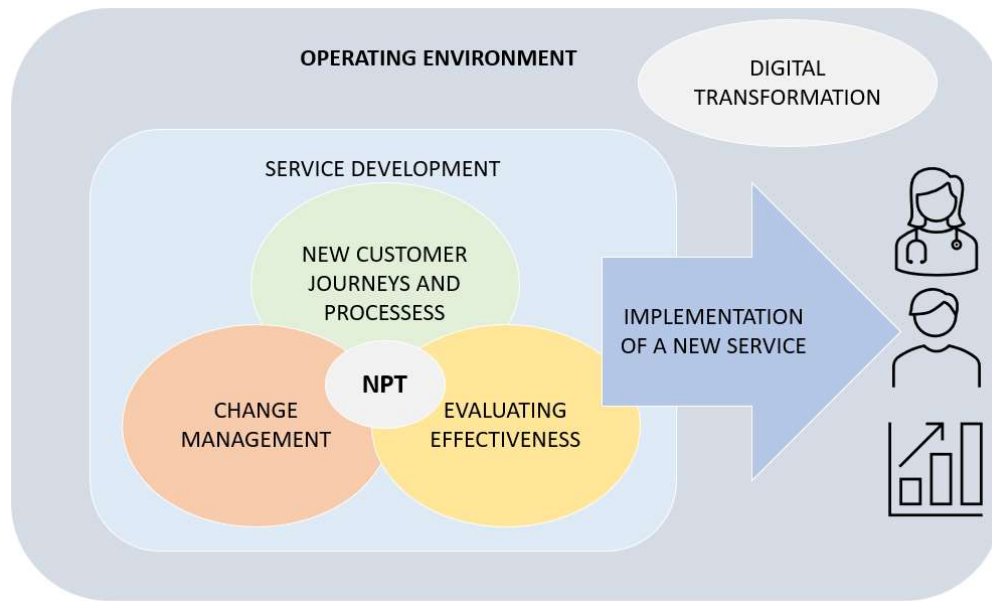 OPERATING ENVIRONMENT
DIGITAL
TRANSFORMATION
SERVICE DEVELOPMENT
NEW CUSTOMER
JOURNEYS AND
PROCESSESS
IMPLEMENTATION
OF A NEW SERVICE
NPT
CHANGE
MANAGEMENT
EVALUATING
EFFECTIVENESS